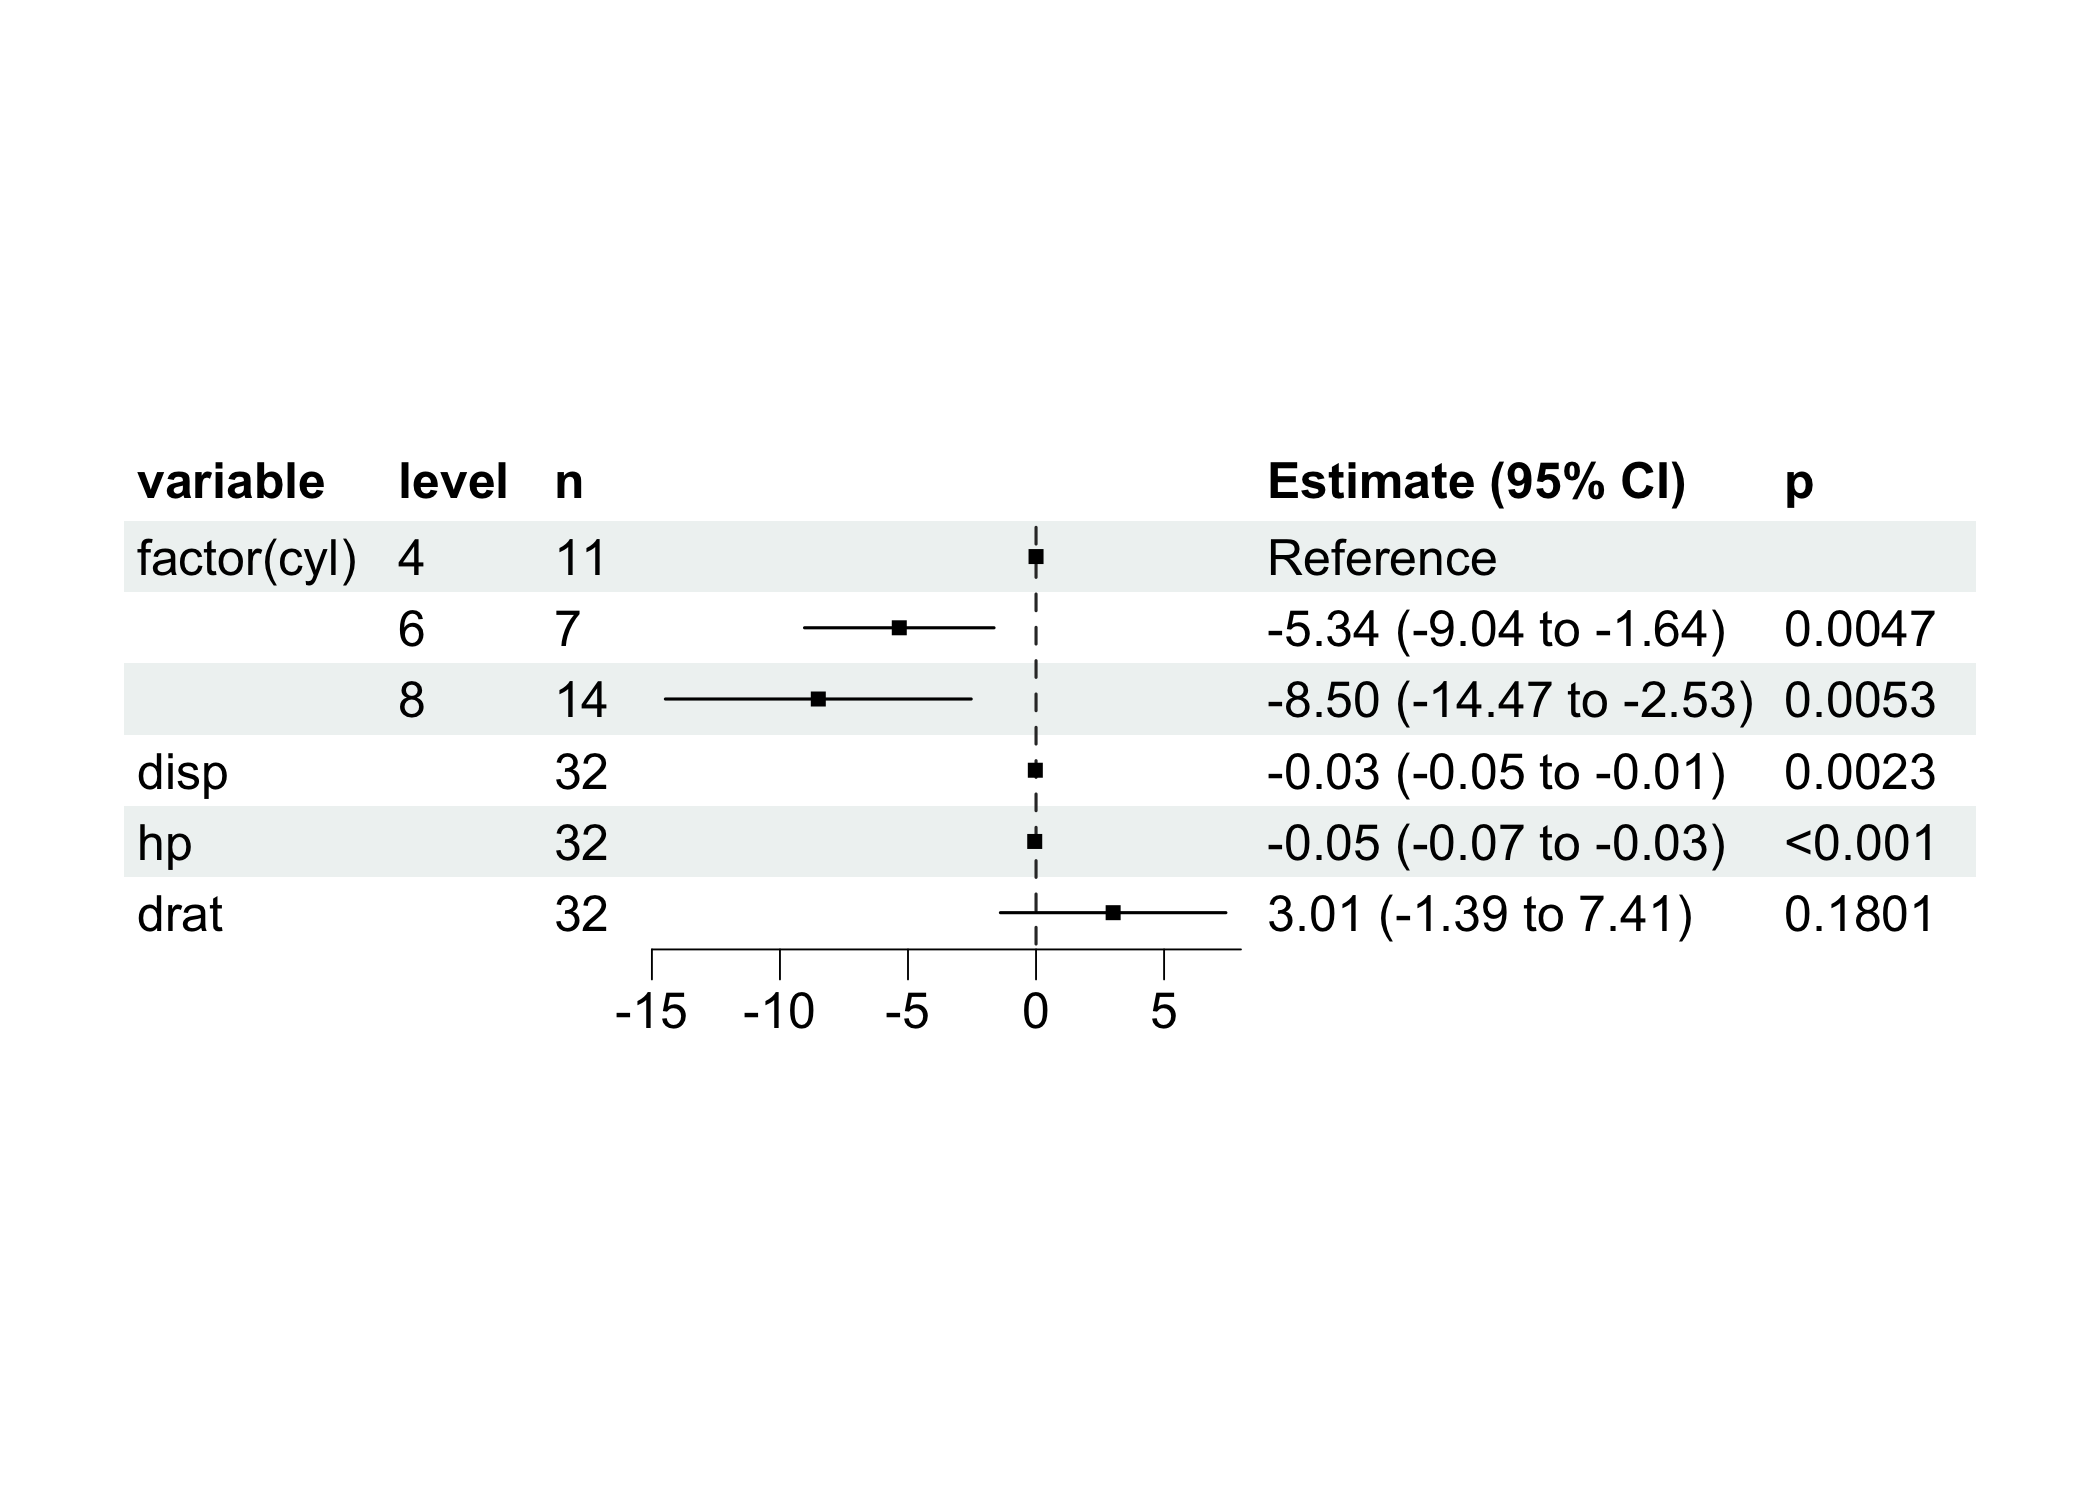 variable level n Estimate (95% CI) p
factor(cyl) 4 11 Reference
6 7 -5.34 (-9.04 to -1.64) 0.0047
8 14 -8.50 (-14.47 to -2.53) 0.0053
disp 32 -0.03 (-0.05 to -0.01) 0.0023
hp 32 -0.05 (-0.07 to -0.03) <0.001
drat 32 3.01 (-1.39 to 7.41) 0.1801
-15 -10 -5 0 5